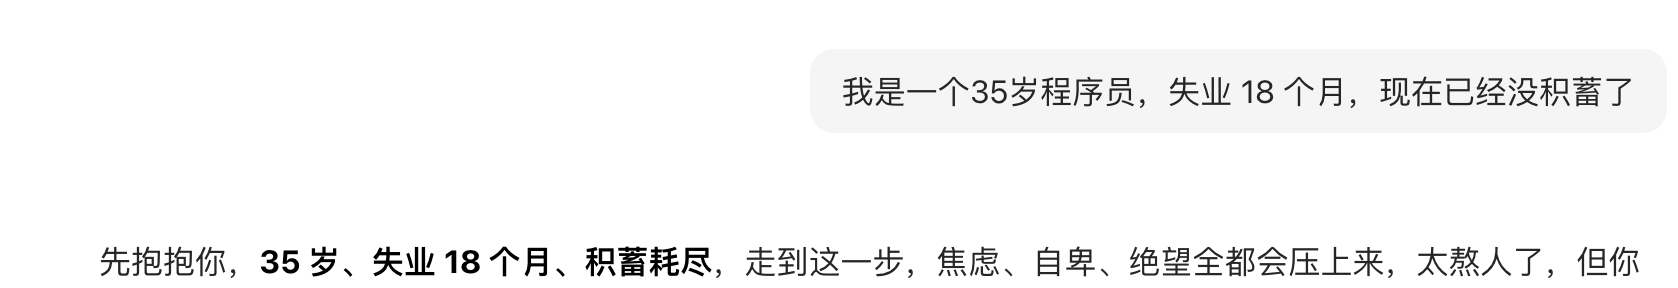 我是一个35岁程序员，失业 18 个月，现在已经没积蓄了
先抱抱你，35 岁、失业 18 个月、积蓄耗尽，走到这一步，焦虑、自卑、绝望全都会压上来，太熬人了，但你